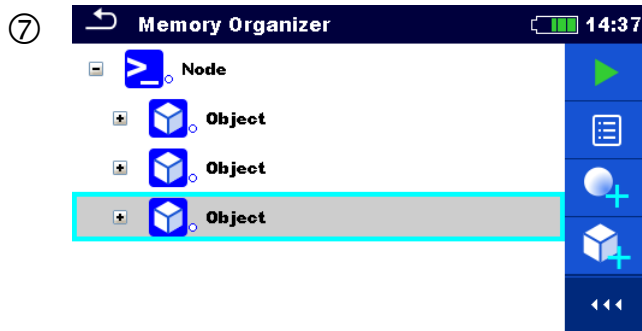 ⑦
Memory Organizer 14:37
>_ Node
Object
Object
Object